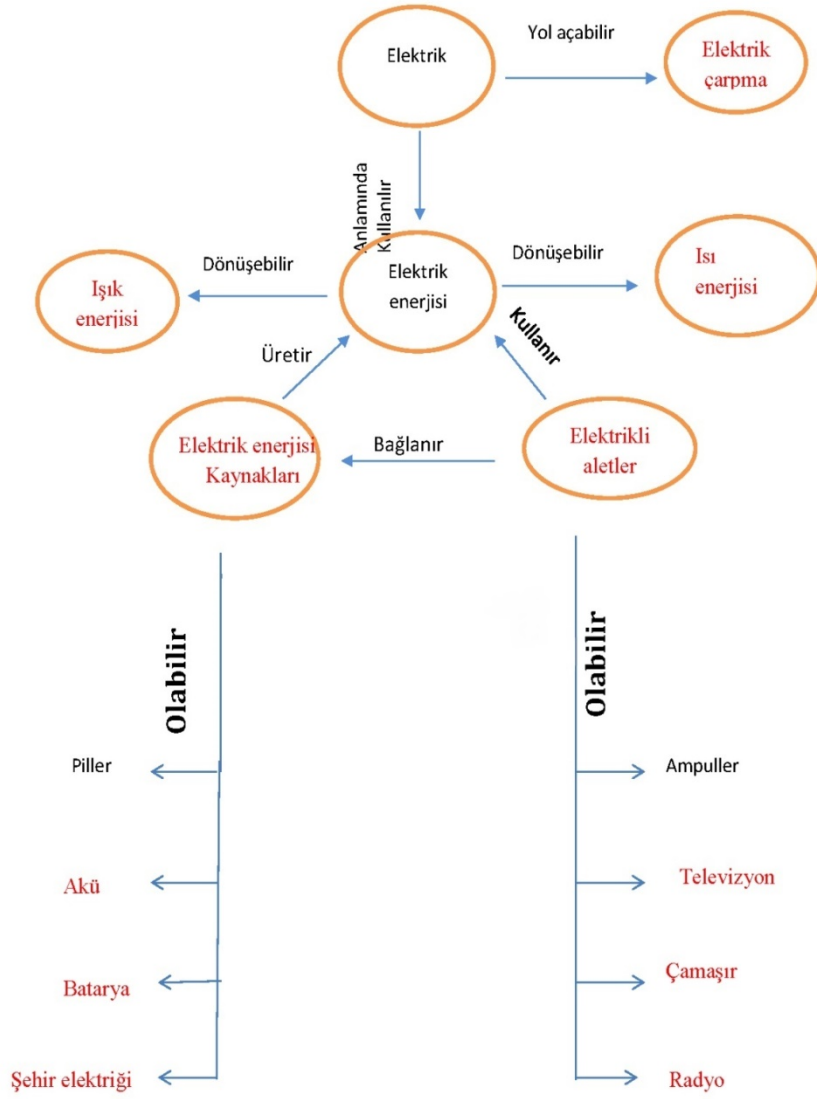 Elektrik
Yol açabilir
Elektrik
çarpma
Anlamında
Kullanılır
Işık
enerjisi
Dönüşebilir
Elektrik
enerjisi
Dönüşebilir
Isı
enerjisi
Üretir
Kullanır
Elektrik enerjisi
Kaynakları
Bağlanır
Elektrikli
aletler
Olabilir
Olabilir
Piller
Ampuller
Akü
Televizyon
Batarya
Çamaşır
Şehir elektriği
Radyo